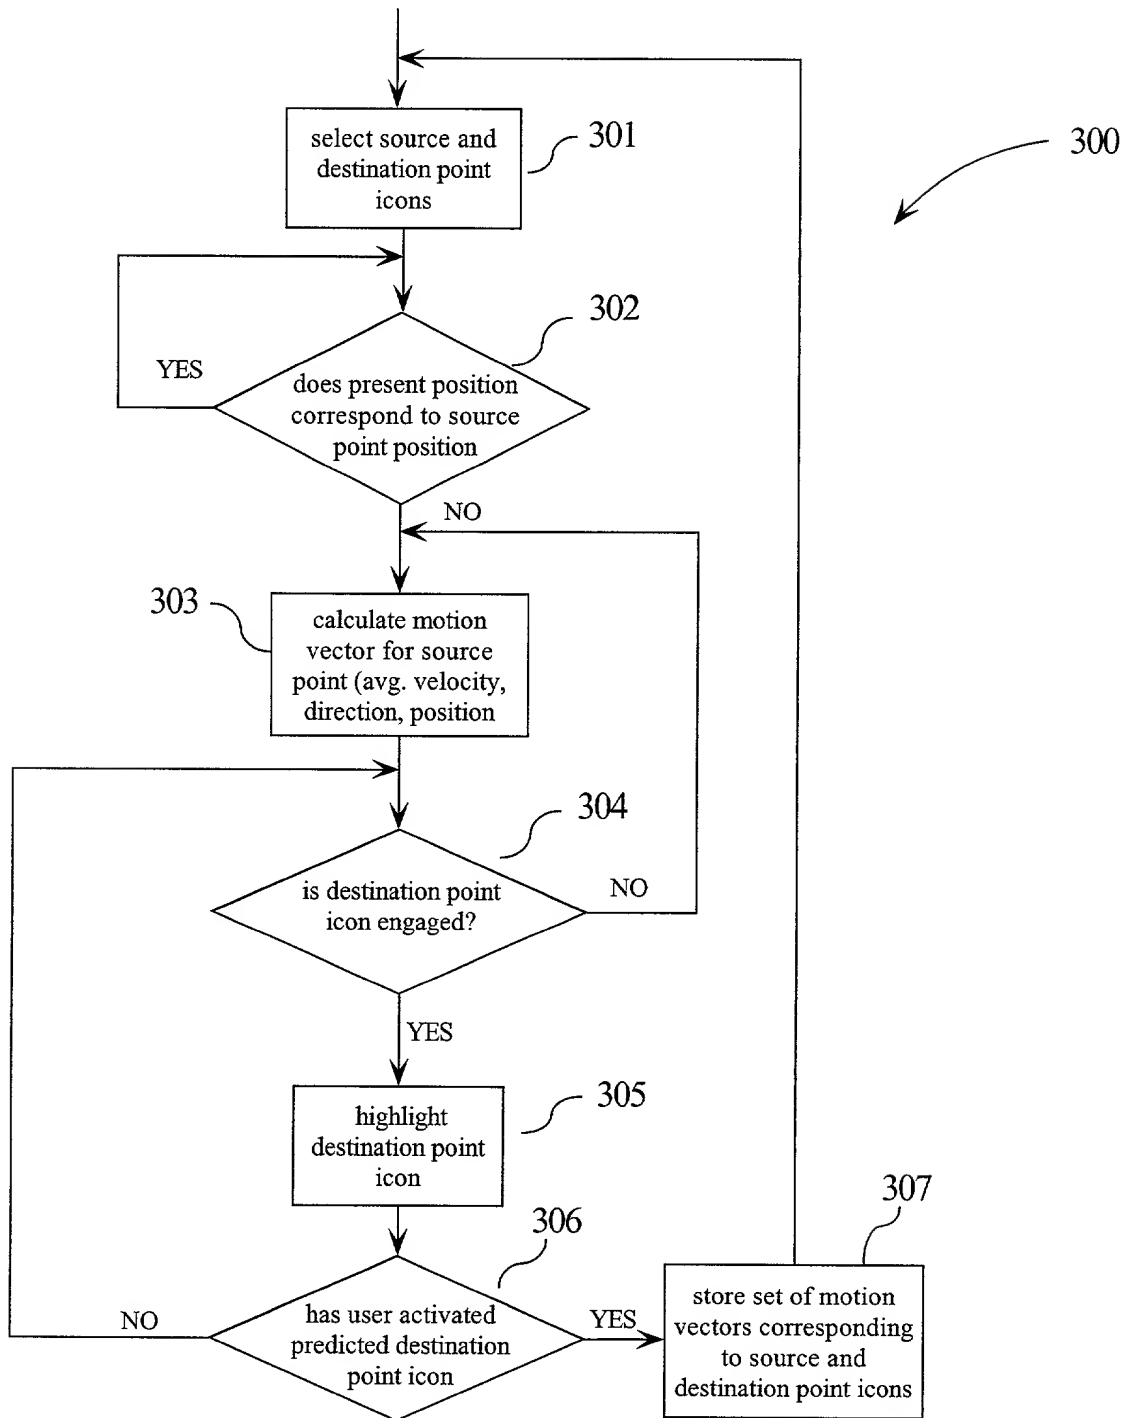 select source and
destination point
icons
301
300
302
YES
does present position
correspond to source
point position
NO
303
calculate motion
vector for source
point (avg. velocity,
direction, position
304
is destination point
icon engaged?
NO
YES
305
highlight
destination point
icon
306
307
NO
has user activated
predicted destination
point icon
YES
store set of motion
vectors corresponding
to source and
destination point icons